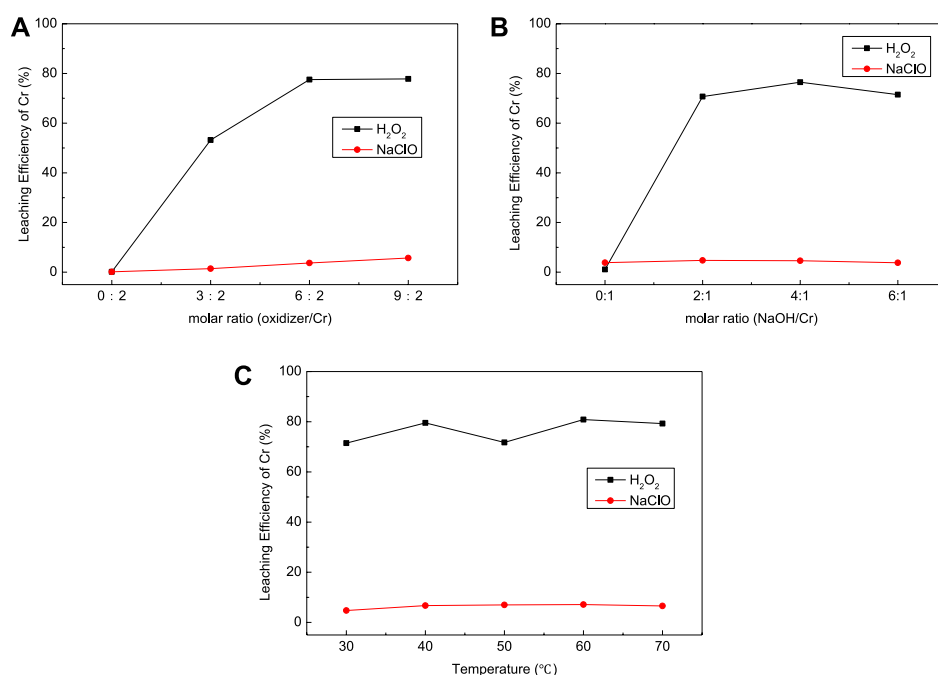 A
100
80
60
40
20
0
Leaching Efficiency of Cr (%)
H₂O₂
NaClO
0 : 2
3 : 2
6 : 2
9 : 2
molar ratio (oxidizer/Cr)
B
100
80
60
40
20
0
Leaching Efficiency of Cr (%)
H₂O₂
NaClO
0:1
2:1
4:1
6:1
molar ratio (NaOH/Cr)
C
100
80
60
40
20
0
Leaching Efficiency of Cr (%)
H₂O₂
NaClO
30
40
50
60
70
Temperature (℃)